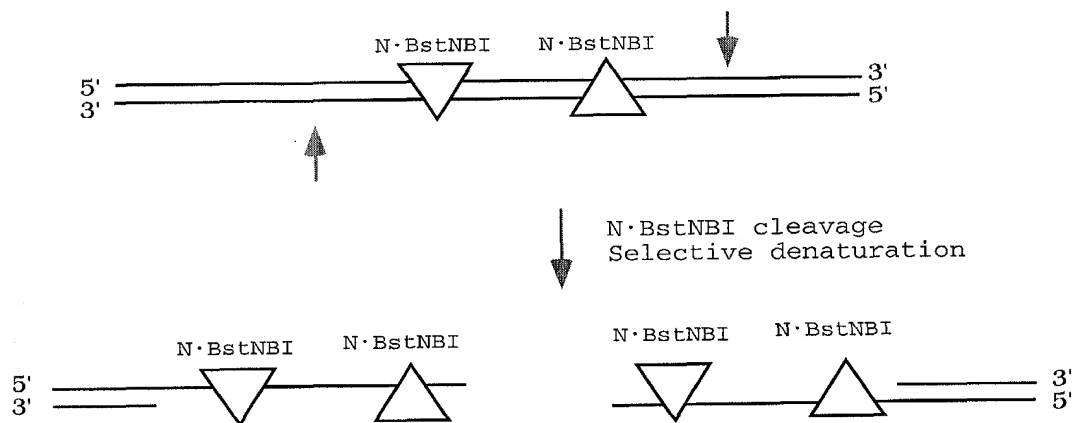 N·BstNBI N·BstNBI
5' 3'
3' 5'
N·BstNBI cleavage
Selective denaturation
N·BstNBI N·BstNBI N·BstNBI N·BstNBI
5' 3'
3' 5'